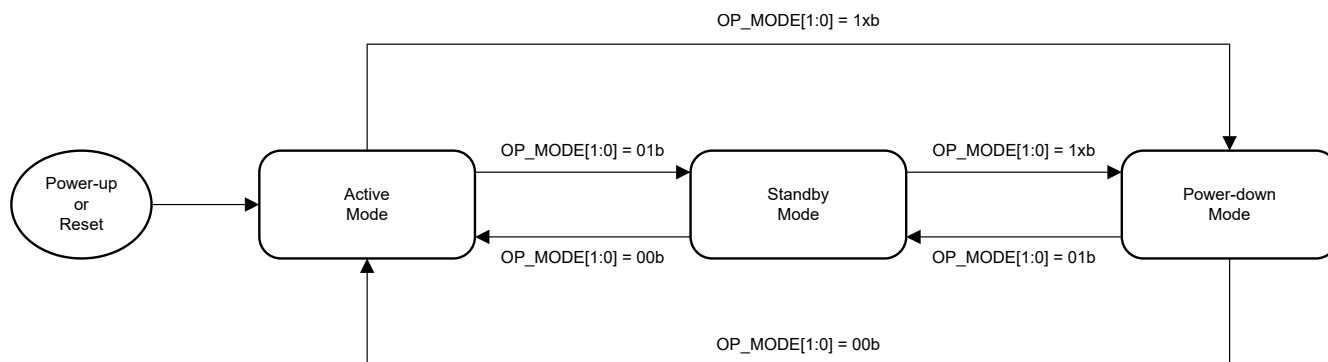 OP_MODE[1:0] = 1xb
OP_MODE[1:0] = 01b
OP_MODE[1:0] = 1xb
Power-up
or
Reset
Active
Mode
Standby
Mode
Power-down
Mode
OP_MODE[1:0] = 00b
OP_MODE[1:0] = 01b
OP_MODE[1:0] = 00b